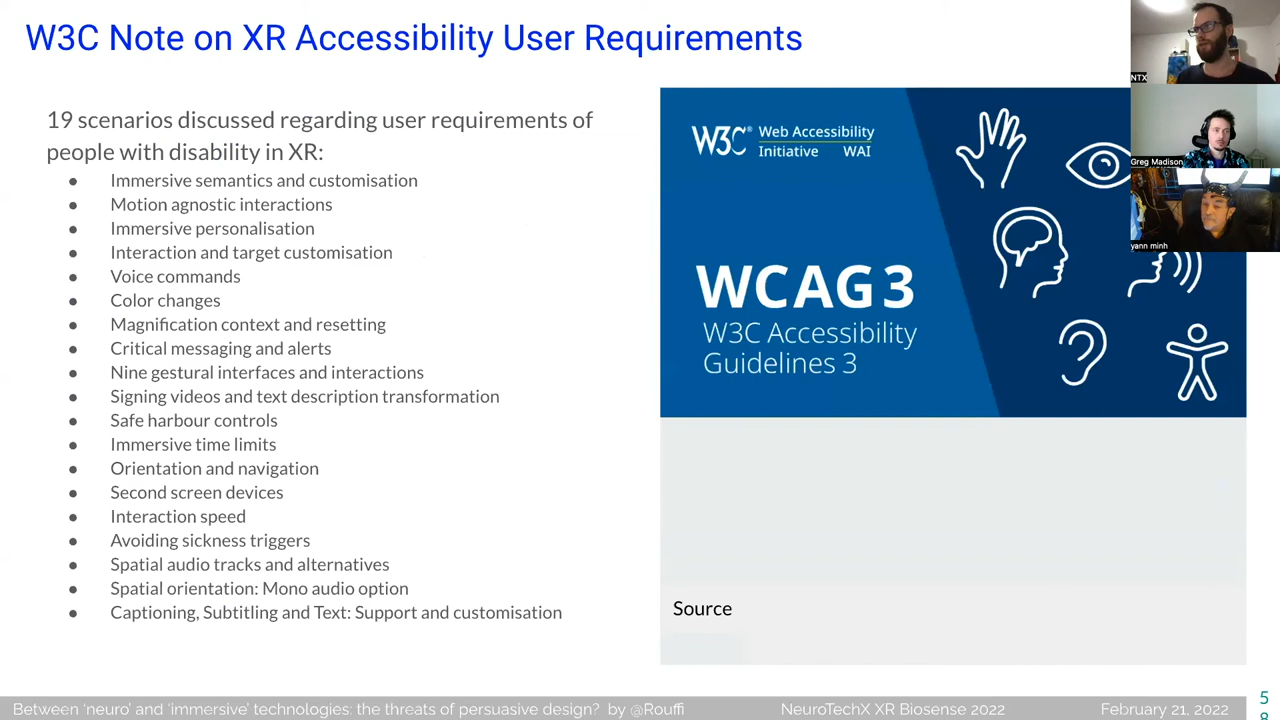 W3C Note on XR Accessibility User Requirements
19 scenarios discussed regarding user requirements of
people with disability in XR:
● Immersive semantics and customisation
● Motion agnostic interactions
● Immersive personalisation
● Interaction and target customisation
● Voice commands
● Color changes
● Magnification context and resetting
● Critical messaging and alerts
● Nine gestural interfaces and interactions
● Signing videos and text description transformation
● Safe harbour controls
● Immersive time limits
● Orientation and navigation
● Second screen devices
● Interaction speed
● Avoiding sickness triggers
● Spatial audio tracks and alternatives
● Spatial orientation: Mono audio option
● Captioning, Subtitling and Text: Support and customisation
W3C® Web Accessibility
Initiative WAI
WCAG 3
W3C Accessibility
Guidelines 3
Source
NTX
Greg Madison
yann minh
Between 'neuro' and 'immersive' technologies: the threats of persuasive design? by @Rouffi NeuroTechX XR Biosense 2022 February 21, 2022
5
8